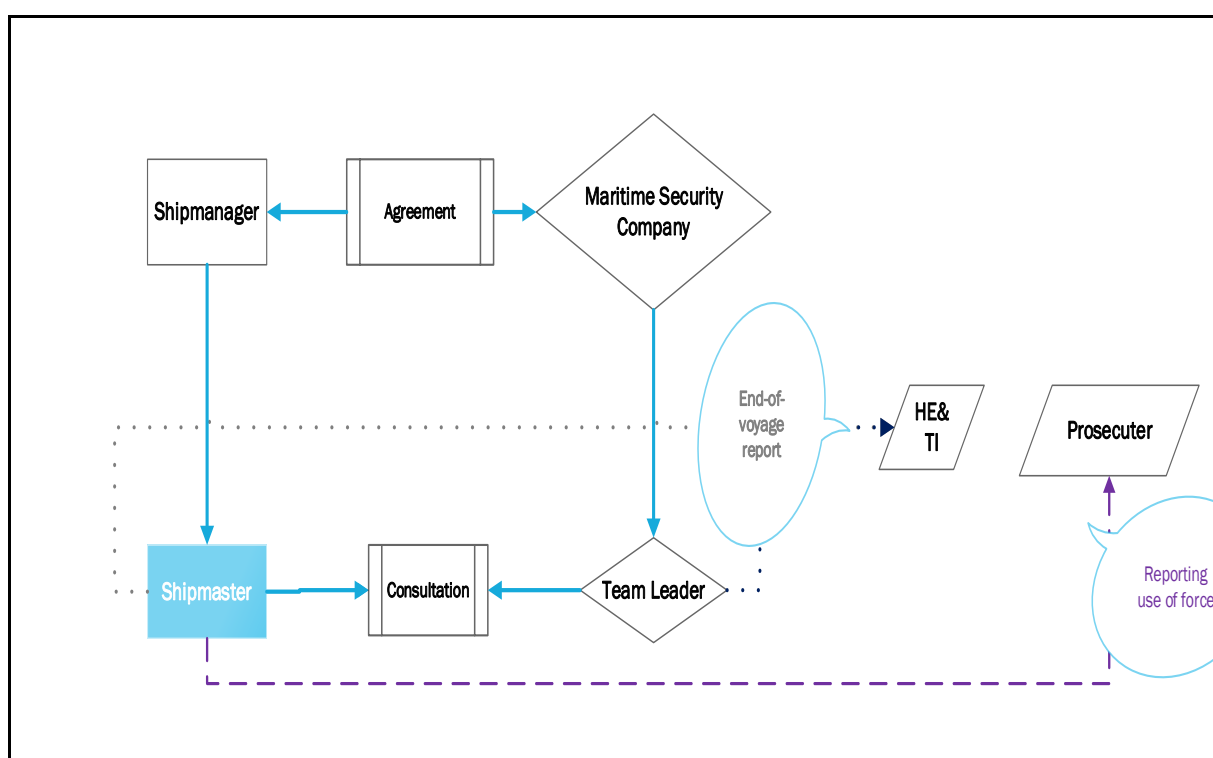 Shipmanager
Agreement
Maritime Security
Company
End-of-
voyage
report
HE&
TI
Prosecuter
Shipmaster
Consultation
Team Leader
Reporting
use of force